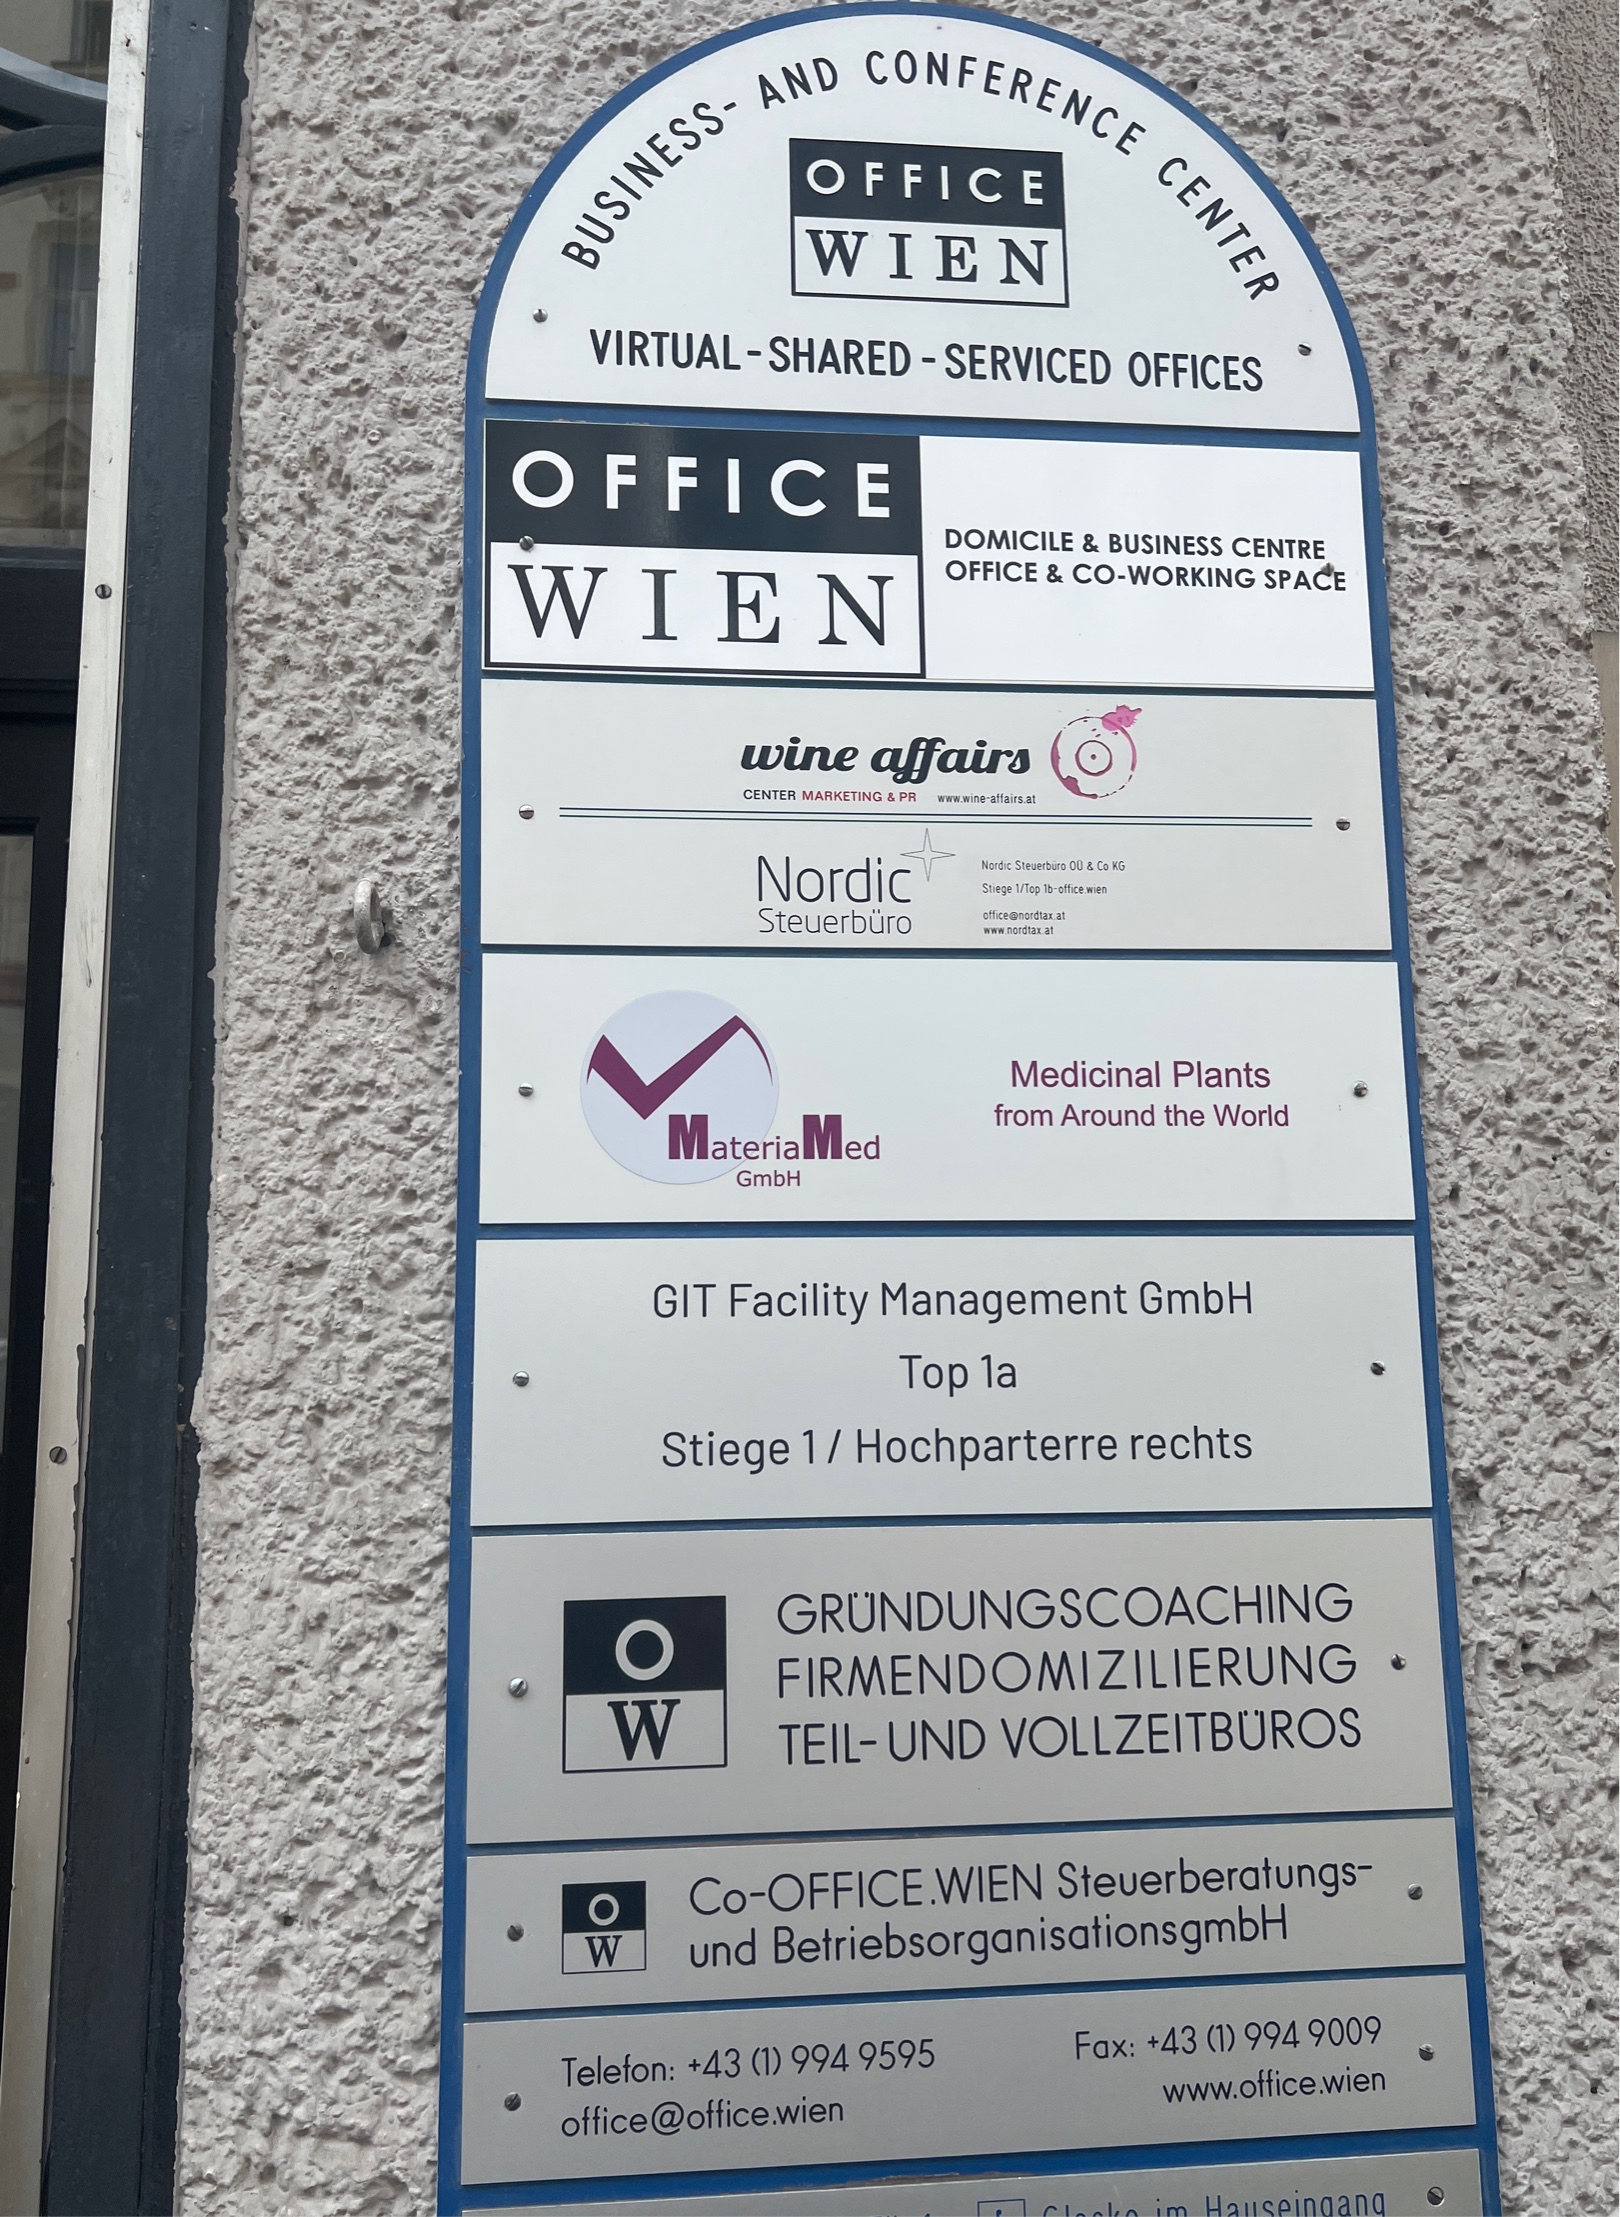 BUSINESS- AND CONFERENCE CENTER
OFFICE
WIEN
VIRTUAL-SHARED-SERVICED OFFICES
OFFICE
WIEN
DOMICILE & BUSINESS CENTRE
OFFICE & CO-WORKING SPACE
wine affairs
CENTER MARKETING & PR www.wine-affairs.at
Nordic
Steuerbüro
Nordic Steuerbüro OÜ & Co KG
Stiege 1/Top 1b-office.wien
office@nordtax.at
www.nordtax.at
MateriaMed
GmbH
Medicinal Plants
from Around the World
GIT Facility Management GmbH
Top 1a
Stiege 1 / Hochparterre rechts
O
W
GRÜNDUNGSCOACHING
FIRMENDOMIZILIERUNG
TEIL-UND VOLLZEITBÜROS
O
W
Co-OFFICE.WIEN Steuerberatungs-
und BetriebsorganisationsgmbH
Telefon: +43 (1) 994 9595
office@office.wien
Fax: +43 (1) 994 9009
www.office.wien
Glocke im Hauseingang